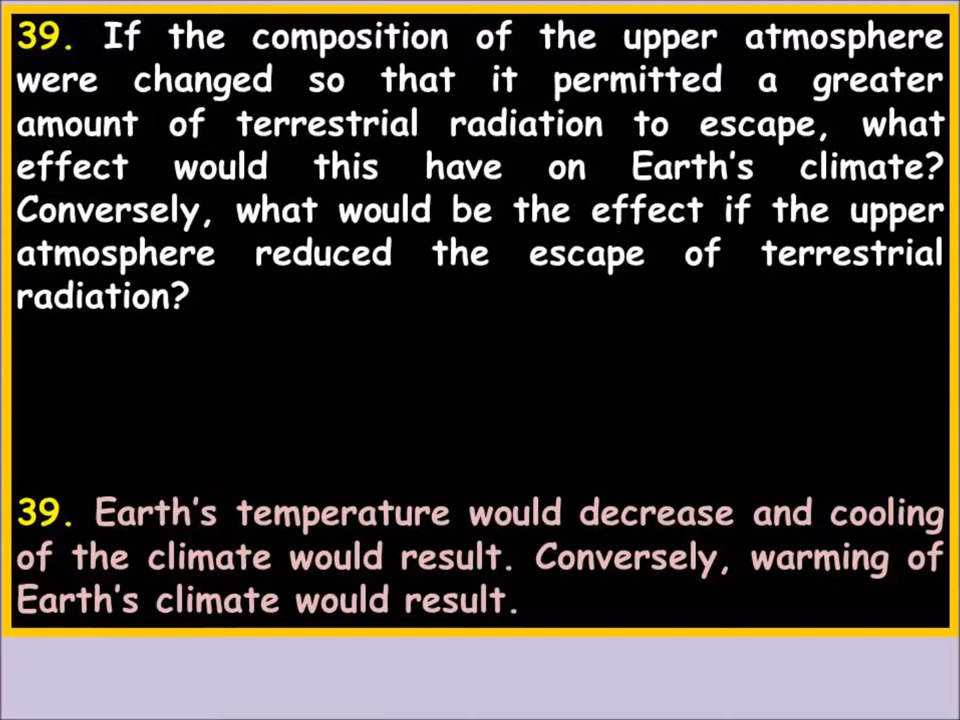 39. If the composition of the upper atmosphere
were changed so that it permitted a greater
amount of terrestrial radiation to escape, what
effect would this have on Earth's climate?
Conversely, what would be the effect if the upper
atmosphere reduced the escape of terrestrial
radiation?
39. Earth's temperature would decrease and cooling
of the climate would result. Conversely, warming of
Earth's climate would result.